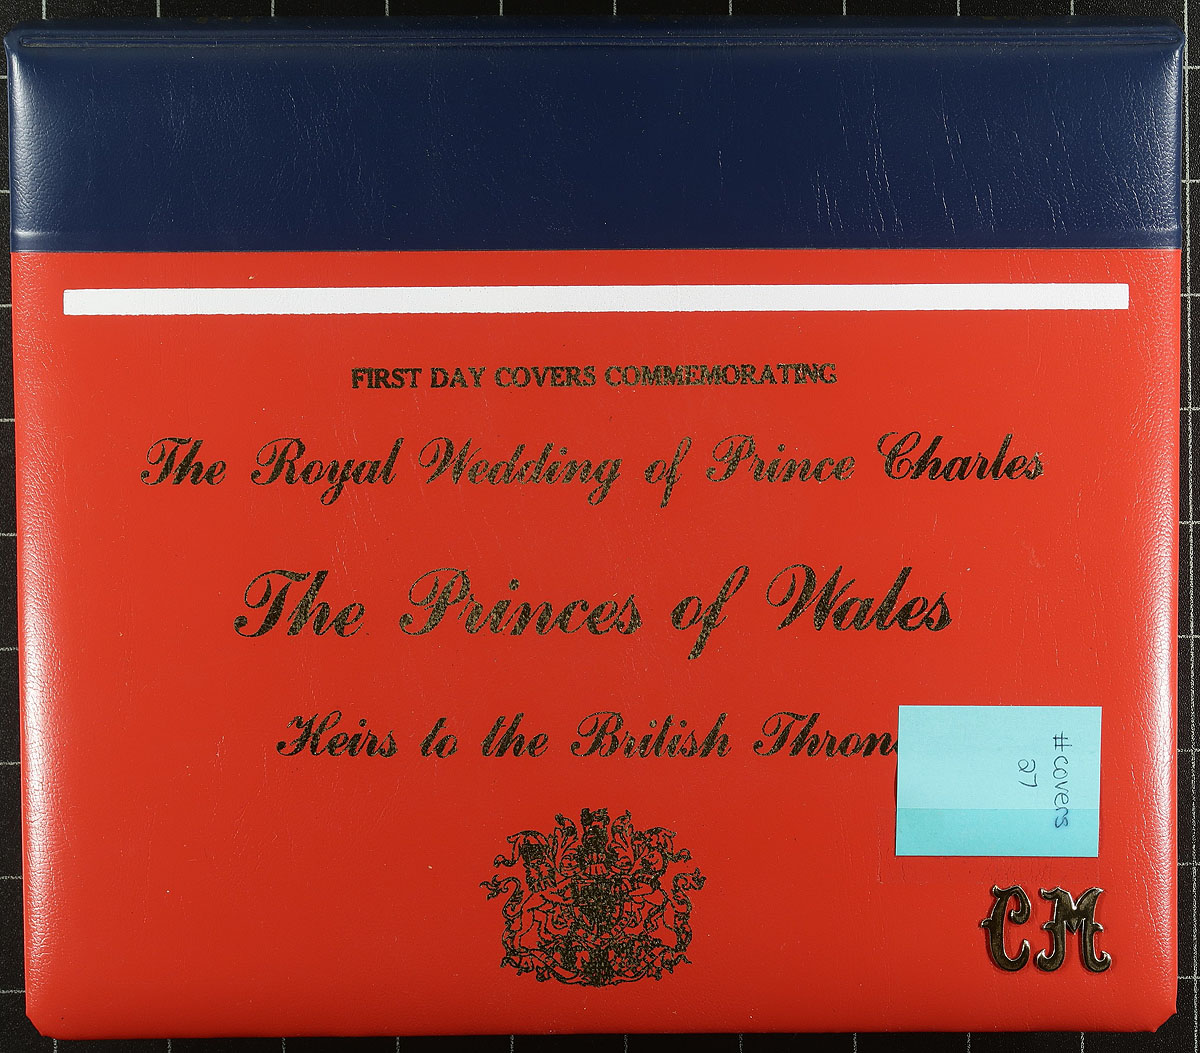 FIRST DAY COVERS COMMEMORATING
The Royal Wedding of Prince Charles
The Princes of Wales
Heirs to the British
#covers
27
CM